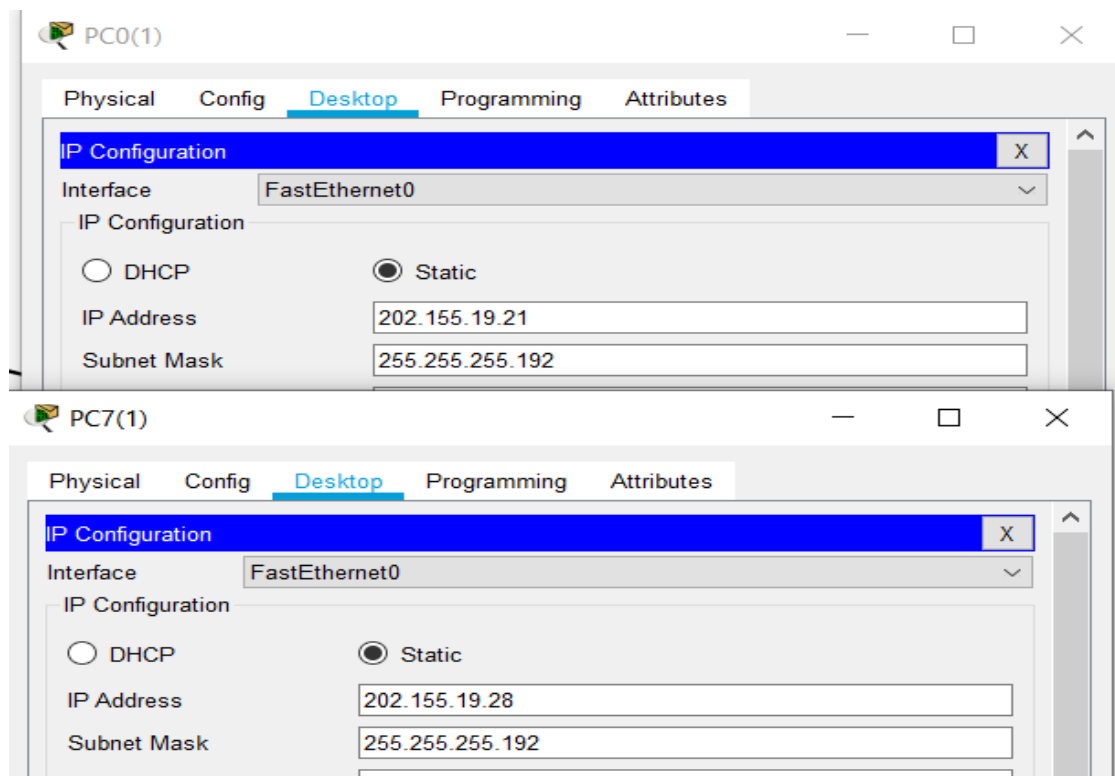 PC0(1)
Physical Config Desktop Programming Attributes
IP Configuration X
Interface FastEthernet0
IP Configuration
DHCP Static
IP Address 202.155.19.21
Subnet Mask 255.255.255.192
PC7(1)
Physical Config Desktop Programming Attributes
IP Configuration X
Interface FastEthernet0
IP Configuration
DHCP Static
IP Address 202.155.19.28
Subnet Mask 255.255.255.192